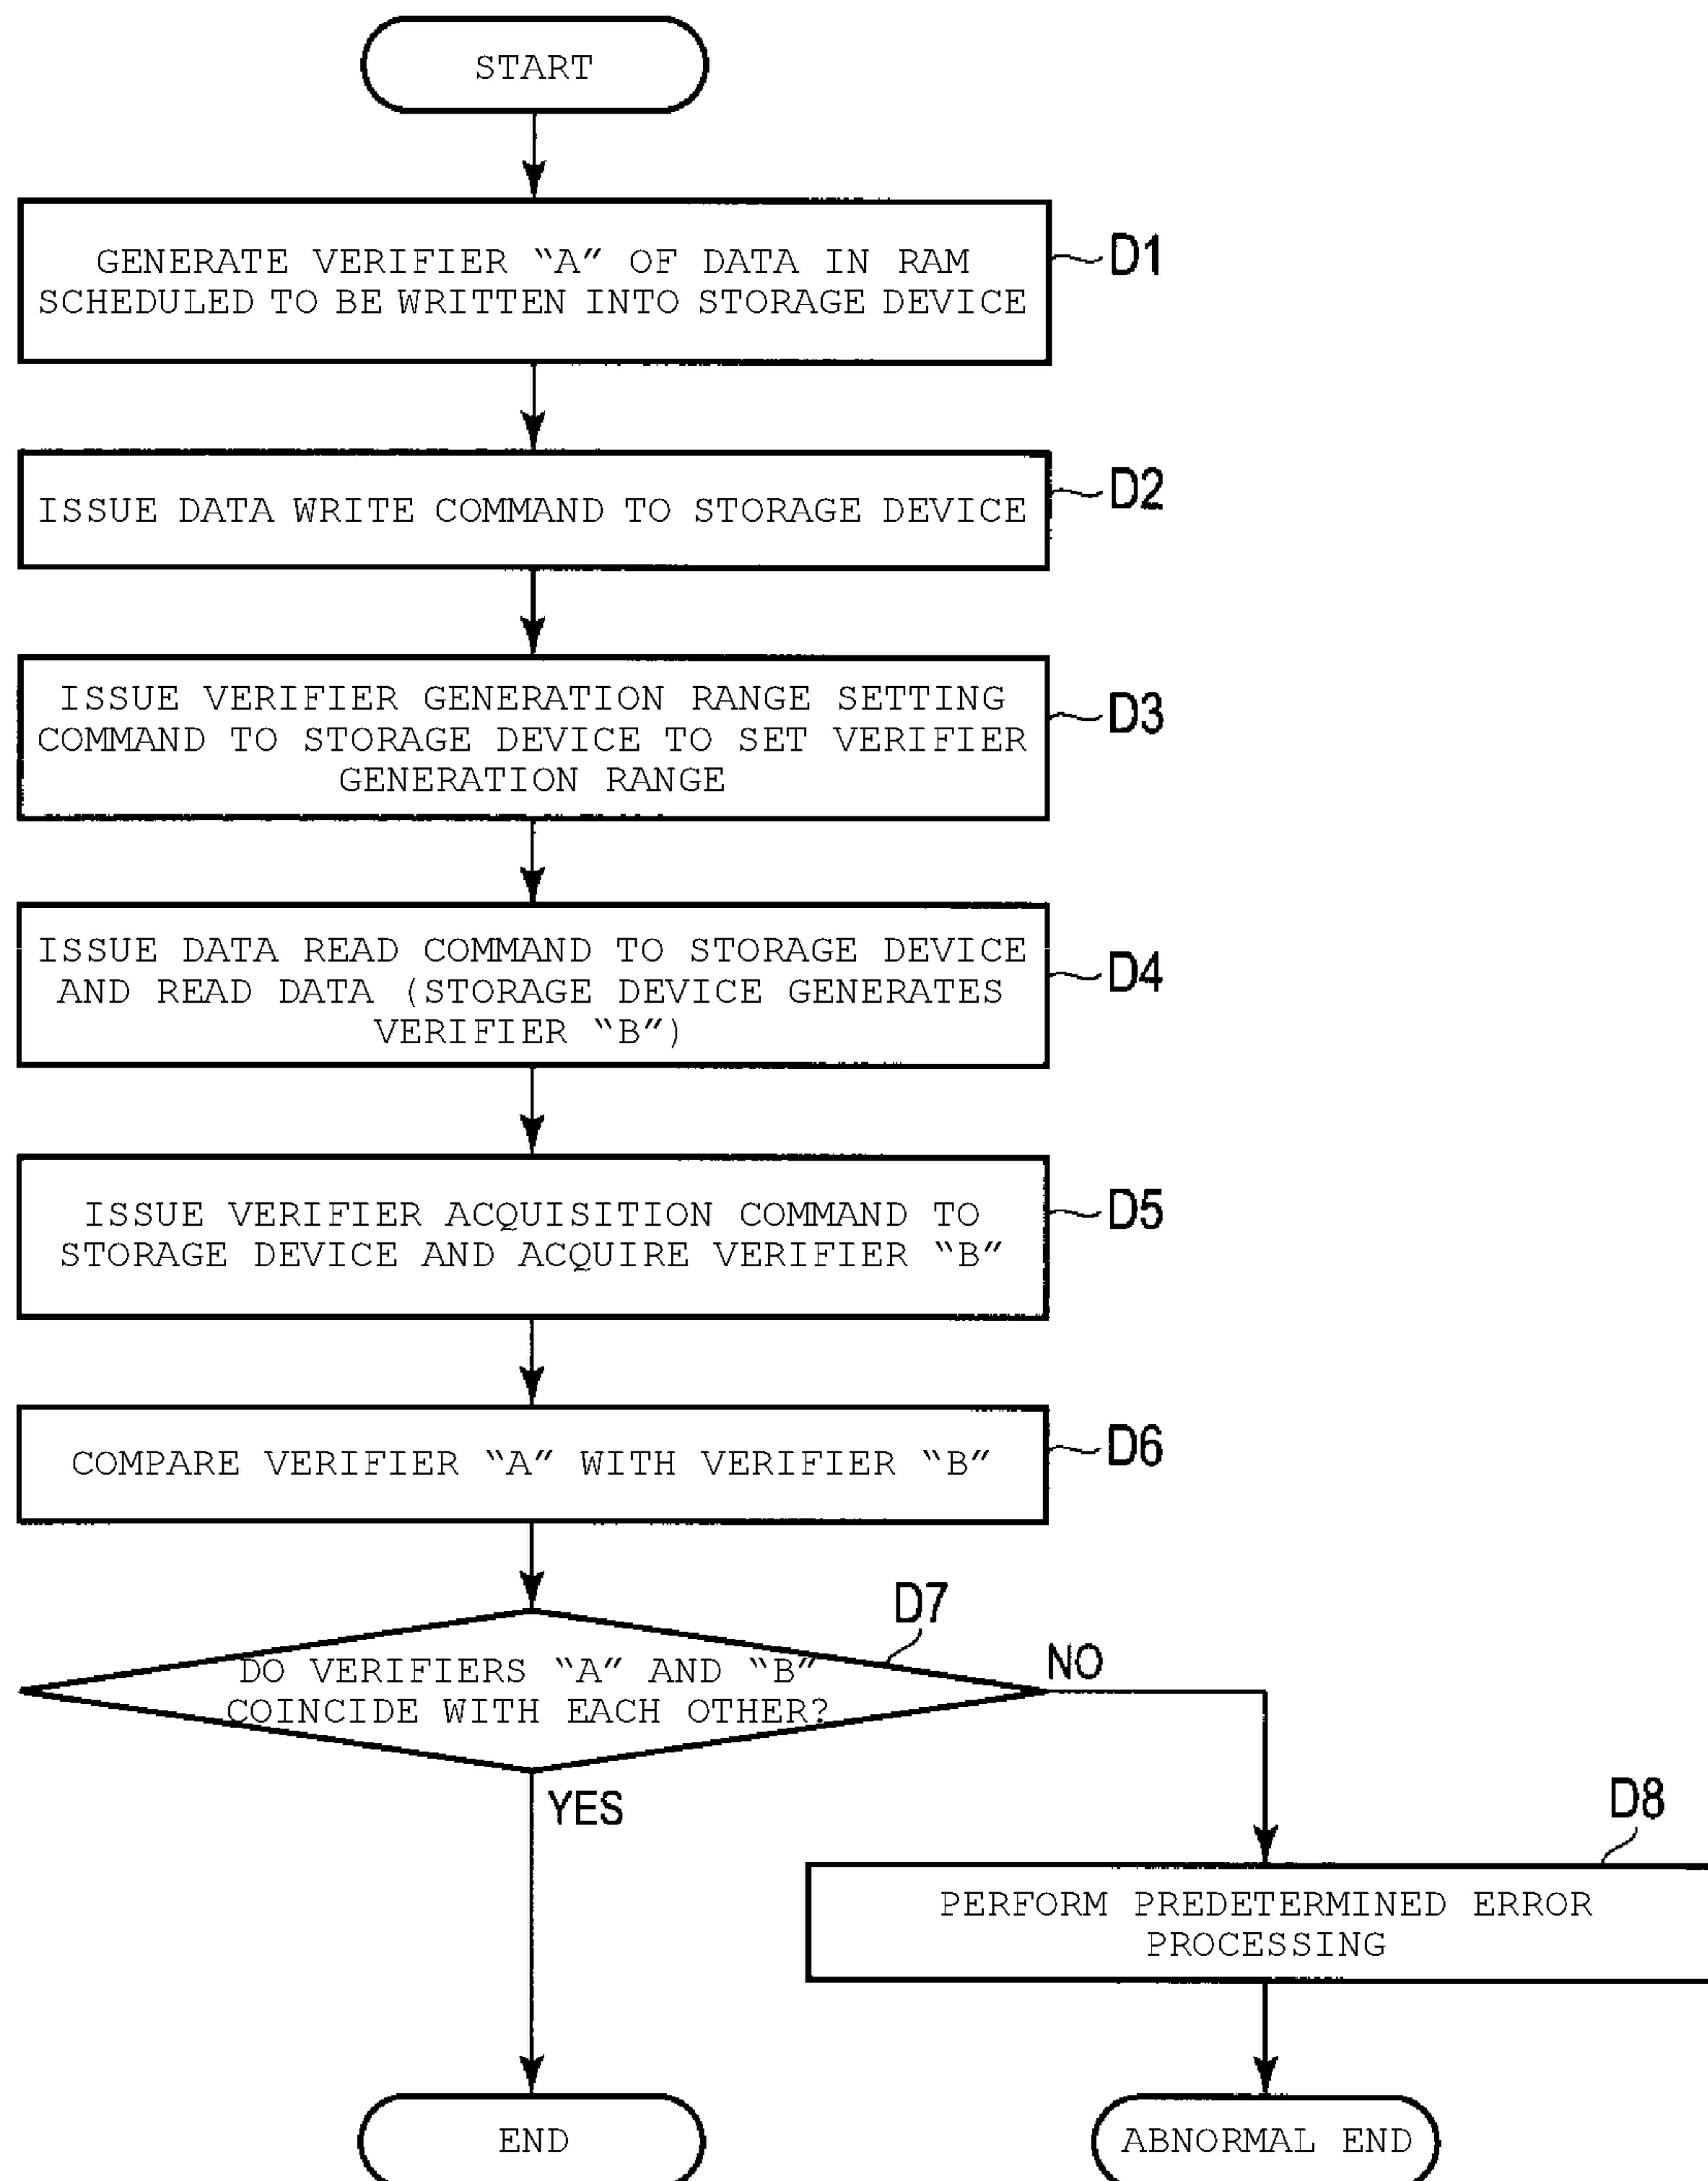 START
GENERATE VERIFIER “A” OF DATA IN RAM
SCHEDULED TO BE WRITTEN INTO STORAGE DEVICE
D1
ISSUE DATA WRITE COMMAND TO STORAGE DEVICE
D2
ISSUE VERIFIER GENERATION RANGE SETTING
COMMAND TO STORAGE DEVICE TO SET VERIFIER
GENERATION RANGE
D3
ISSUE DATA READ COMMAND TO STORAGE DEVICE
AND READ DATA (STORAGE DEVICE GENERATES
VERIFIER “B”)
D4
ISSUE VERIFIER ACQUISITION COMMAND TO
STORAGE DEVICE AND ACQUIRE VERIFIER “B”
D5
COMPARE VERIFIER “A” WITH VERIFIER “B”
D6
D7
DO VERIFIERS “A” AND “B”
COINCIDE WITH EACH OTHER?
NO
YES
D8
PERFORM PREDETERMINED ERROR
PROCESSING
END
ABNORMAL END